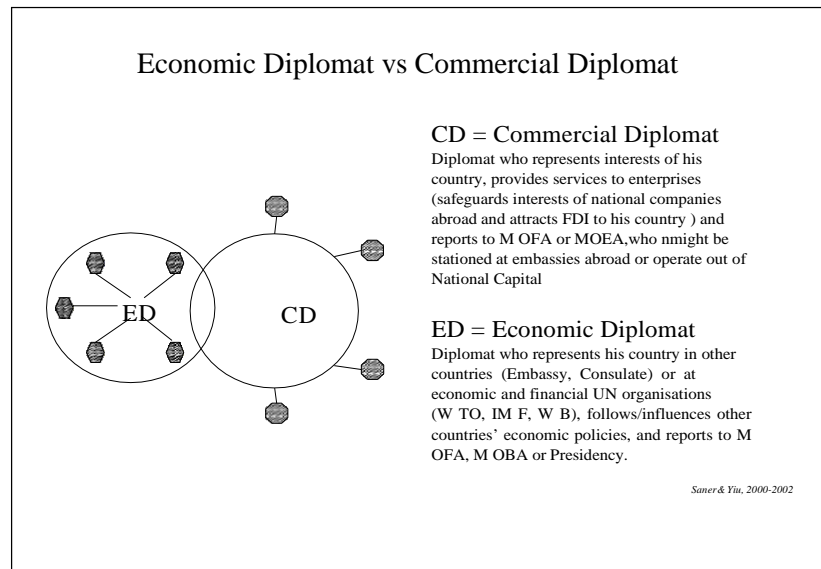 Economic Diplomat vs Commercial Diplomat
CD = Commercial Diplomat
Diplomat who represents interests of his
country, provides services to enterprises
(safeguards interests of national companies
abroad and attracts FDI to his country ) and
reports to M OFA or MOEA,who nmight be
stationed at embassies abroad or operate out of
National Capital
ED
CD
ED = Economic Diplomat
Diplomat who represents his country in other
countries (Embassy, Consulate) or at
economic and financial UN organisations
(W TO, IM F, W B), follows/influences other
countries’ economic policies, and reports to M
OFA, M OBA or Presidency.
Saner & Yiu, 2000-2002